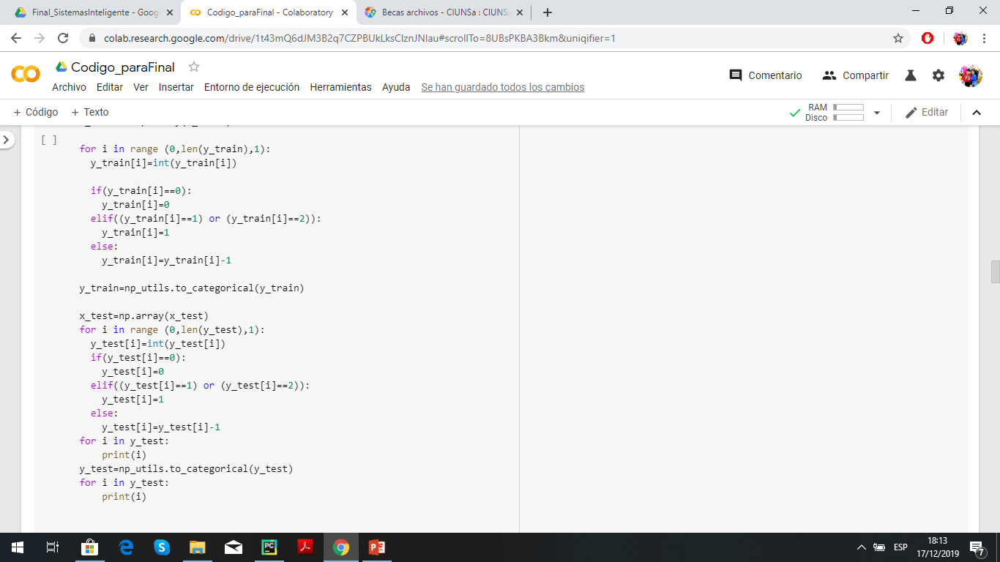 Final_SistemasInteligente - Goog
Codigo_paraFinal - Colaboratory
Becas archivos - CIUNSa : CIUNS
colab.research.google.com/drive/1t43mQ6dJM3B2q7CZPBUkLksCIznJNIau#scrollTo=8UBsPKBA3Bkm&uniqifier=1
Codigo_paraFinal
Comentario
Compartir
Archivo Editar Ver Insertar Entorno de ejecución Herramientas Ayuda Se han guardado todos los cambios
+ Código + Texto
RAM
Disco
Editar
[ ]
for i in range (0,len(y_train),1):
  y_train[i]=int(y_train[i])
  if(y_train[i]==0):
    y_train[i]=0
  elif((y_train[i]==1) or (y_train[i]==2)):
    y_train[i]=1
  else:
    y_train[i]=y_train[i]-1
y_train=np_utils.to_categorical(y_train)
x_test=np.array(x_test)
for i in range (0,len(y_test),1):
  y_test[i]=int(y_test[i])
  if(y_test[i]==0):
    y_test[i]=0
  elif((y_test[i]==1) or (y_test[i]==2)):
    y_test[i]=1
  else:
    y_test[i]=y_test[i]-1
for i in y_test:
    print(i)
y_test=np_utils.to_categorical(y_test)
for i in y_test:
    print(i)
ESP
18:13
17/12/2019
7